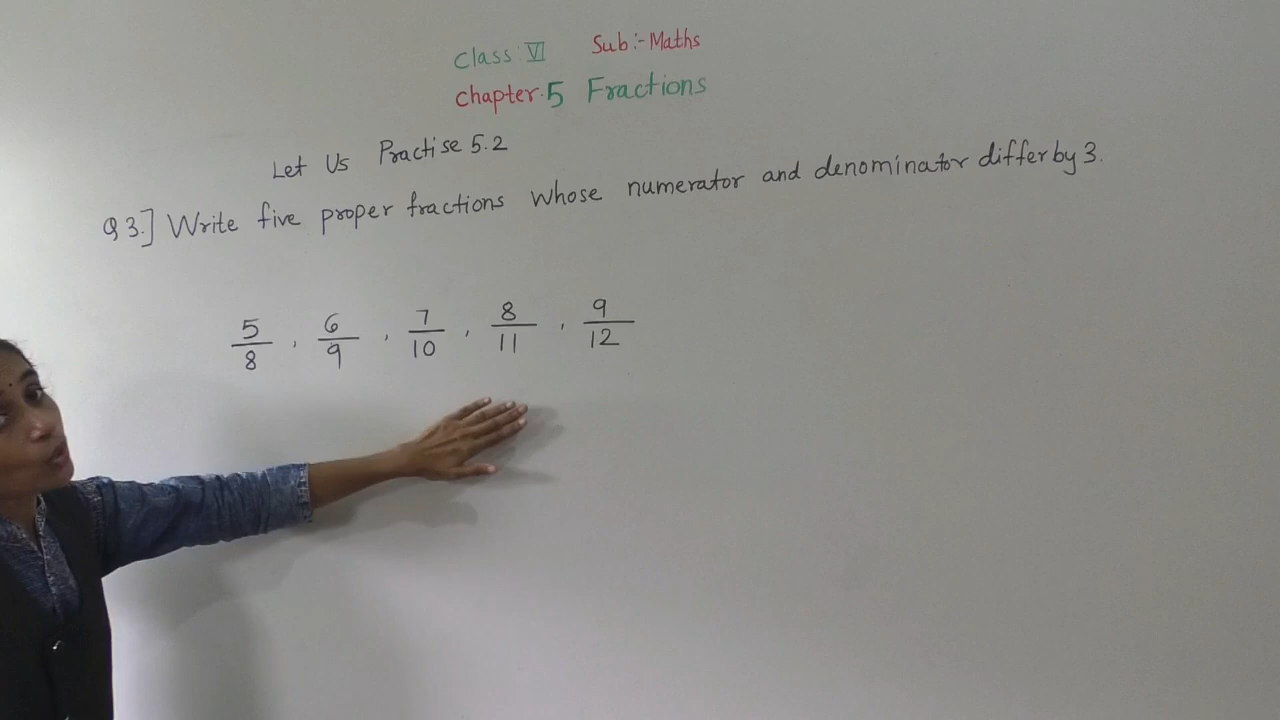 Class VI Sub:- Maths
Chapter.5 Fractions
Let Us Practise 5.2
Q 3.] Write five proper fractions whose numerator and denominator differ by 3.
5/8 , 6/9 , 7/10 , 8/11 , 9/12